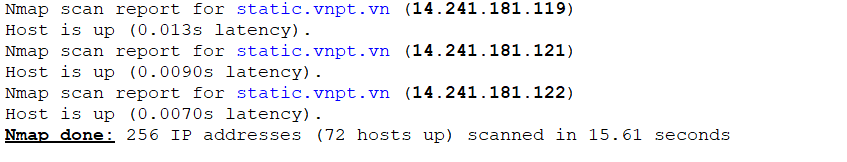 Nmap scan report for static.vnpt.vn (14.241.181.119)
Host is up (0.013s latency).
Nmap scan report for static.vnpt.vn (14.241.181.121)
Host is up (0.0090s latency).
Nmap scan report for static.vnpt.vn (14.241.181.122)
Host is up (0.0070s latency).
Nmap done: 256 IP addresses (72 hosts up) scanned in 15.61 seconds